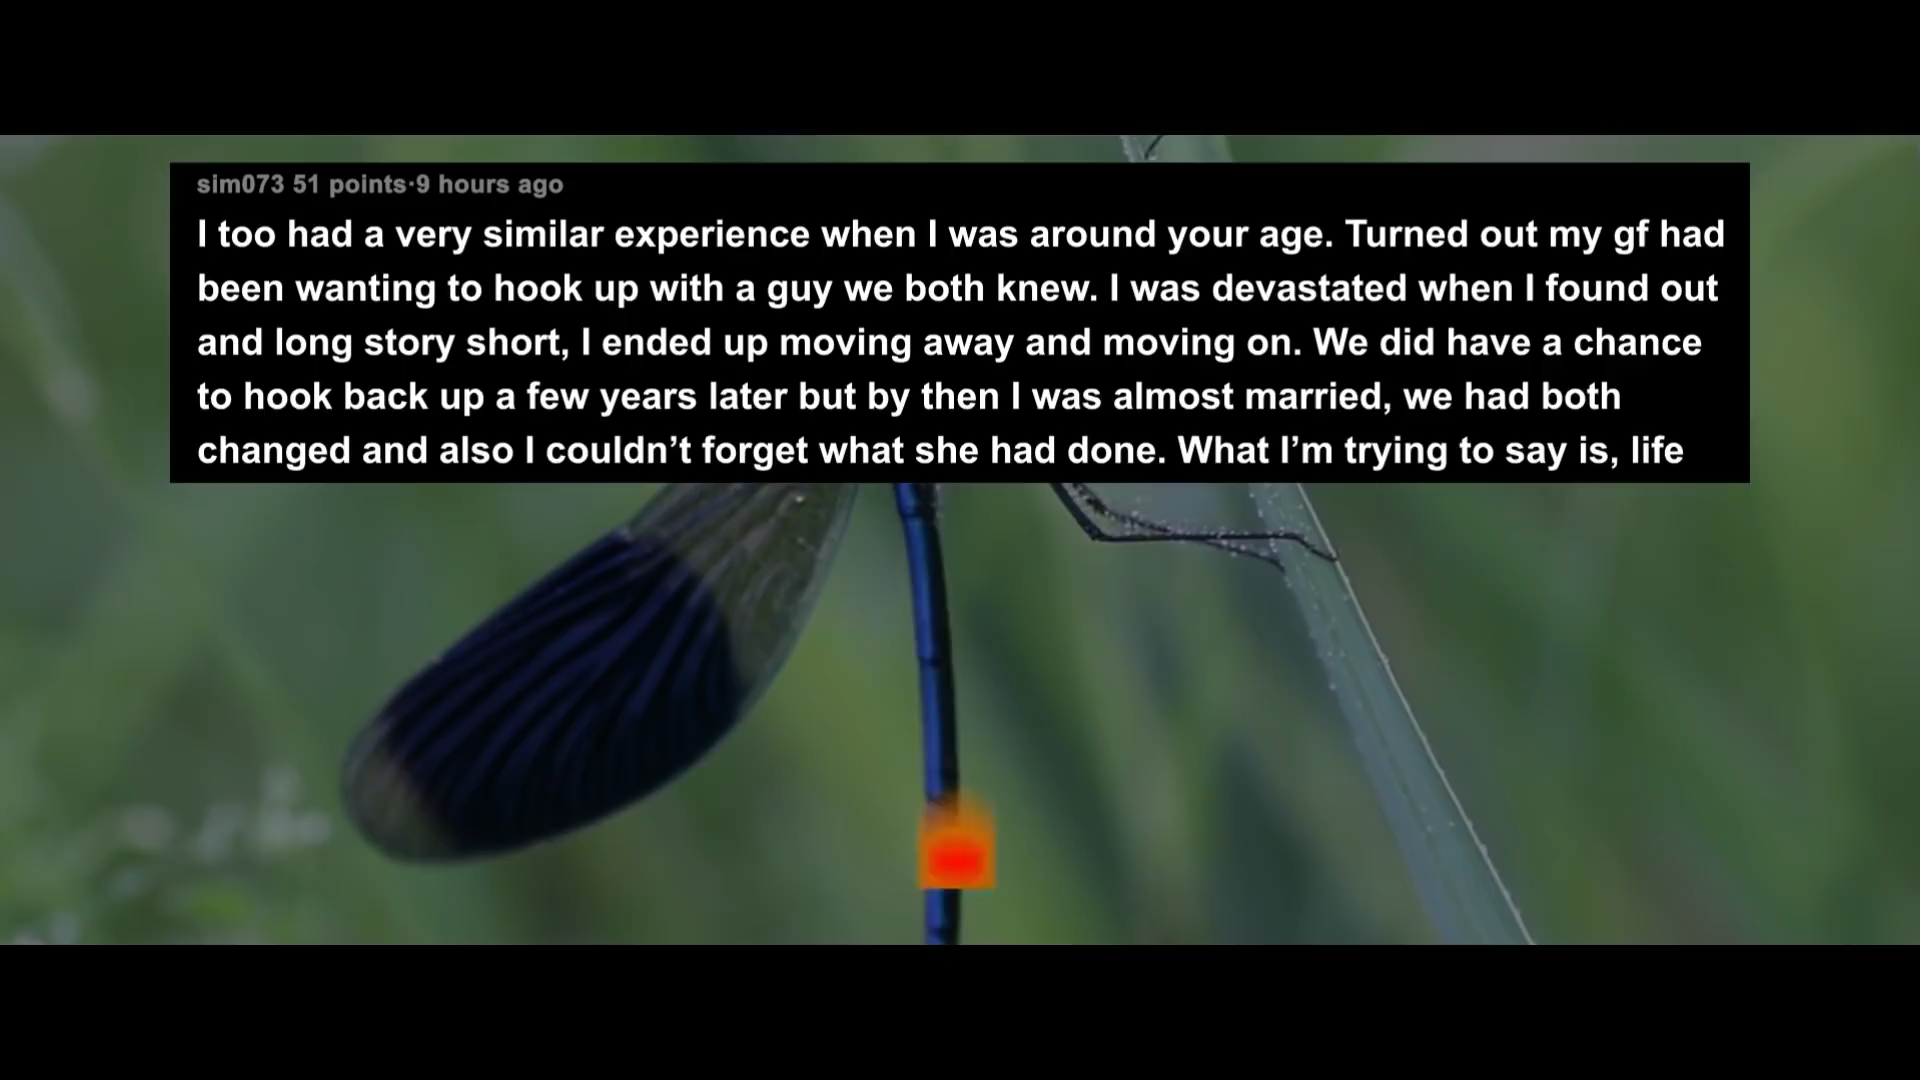 sim073 51 points·9 hours ago
I too had a very similar experience when I was around your age. Turned out my gf had
been wanting to hook up with a guy we both knew. I was devastated when I found out
and long story short, I ended up moving away and moving on. We did have a chance
to hook back up a few years later but by then I was almost married, we had both
changed and also I couldn’t forget what she had done. What I’m trying to say is, life